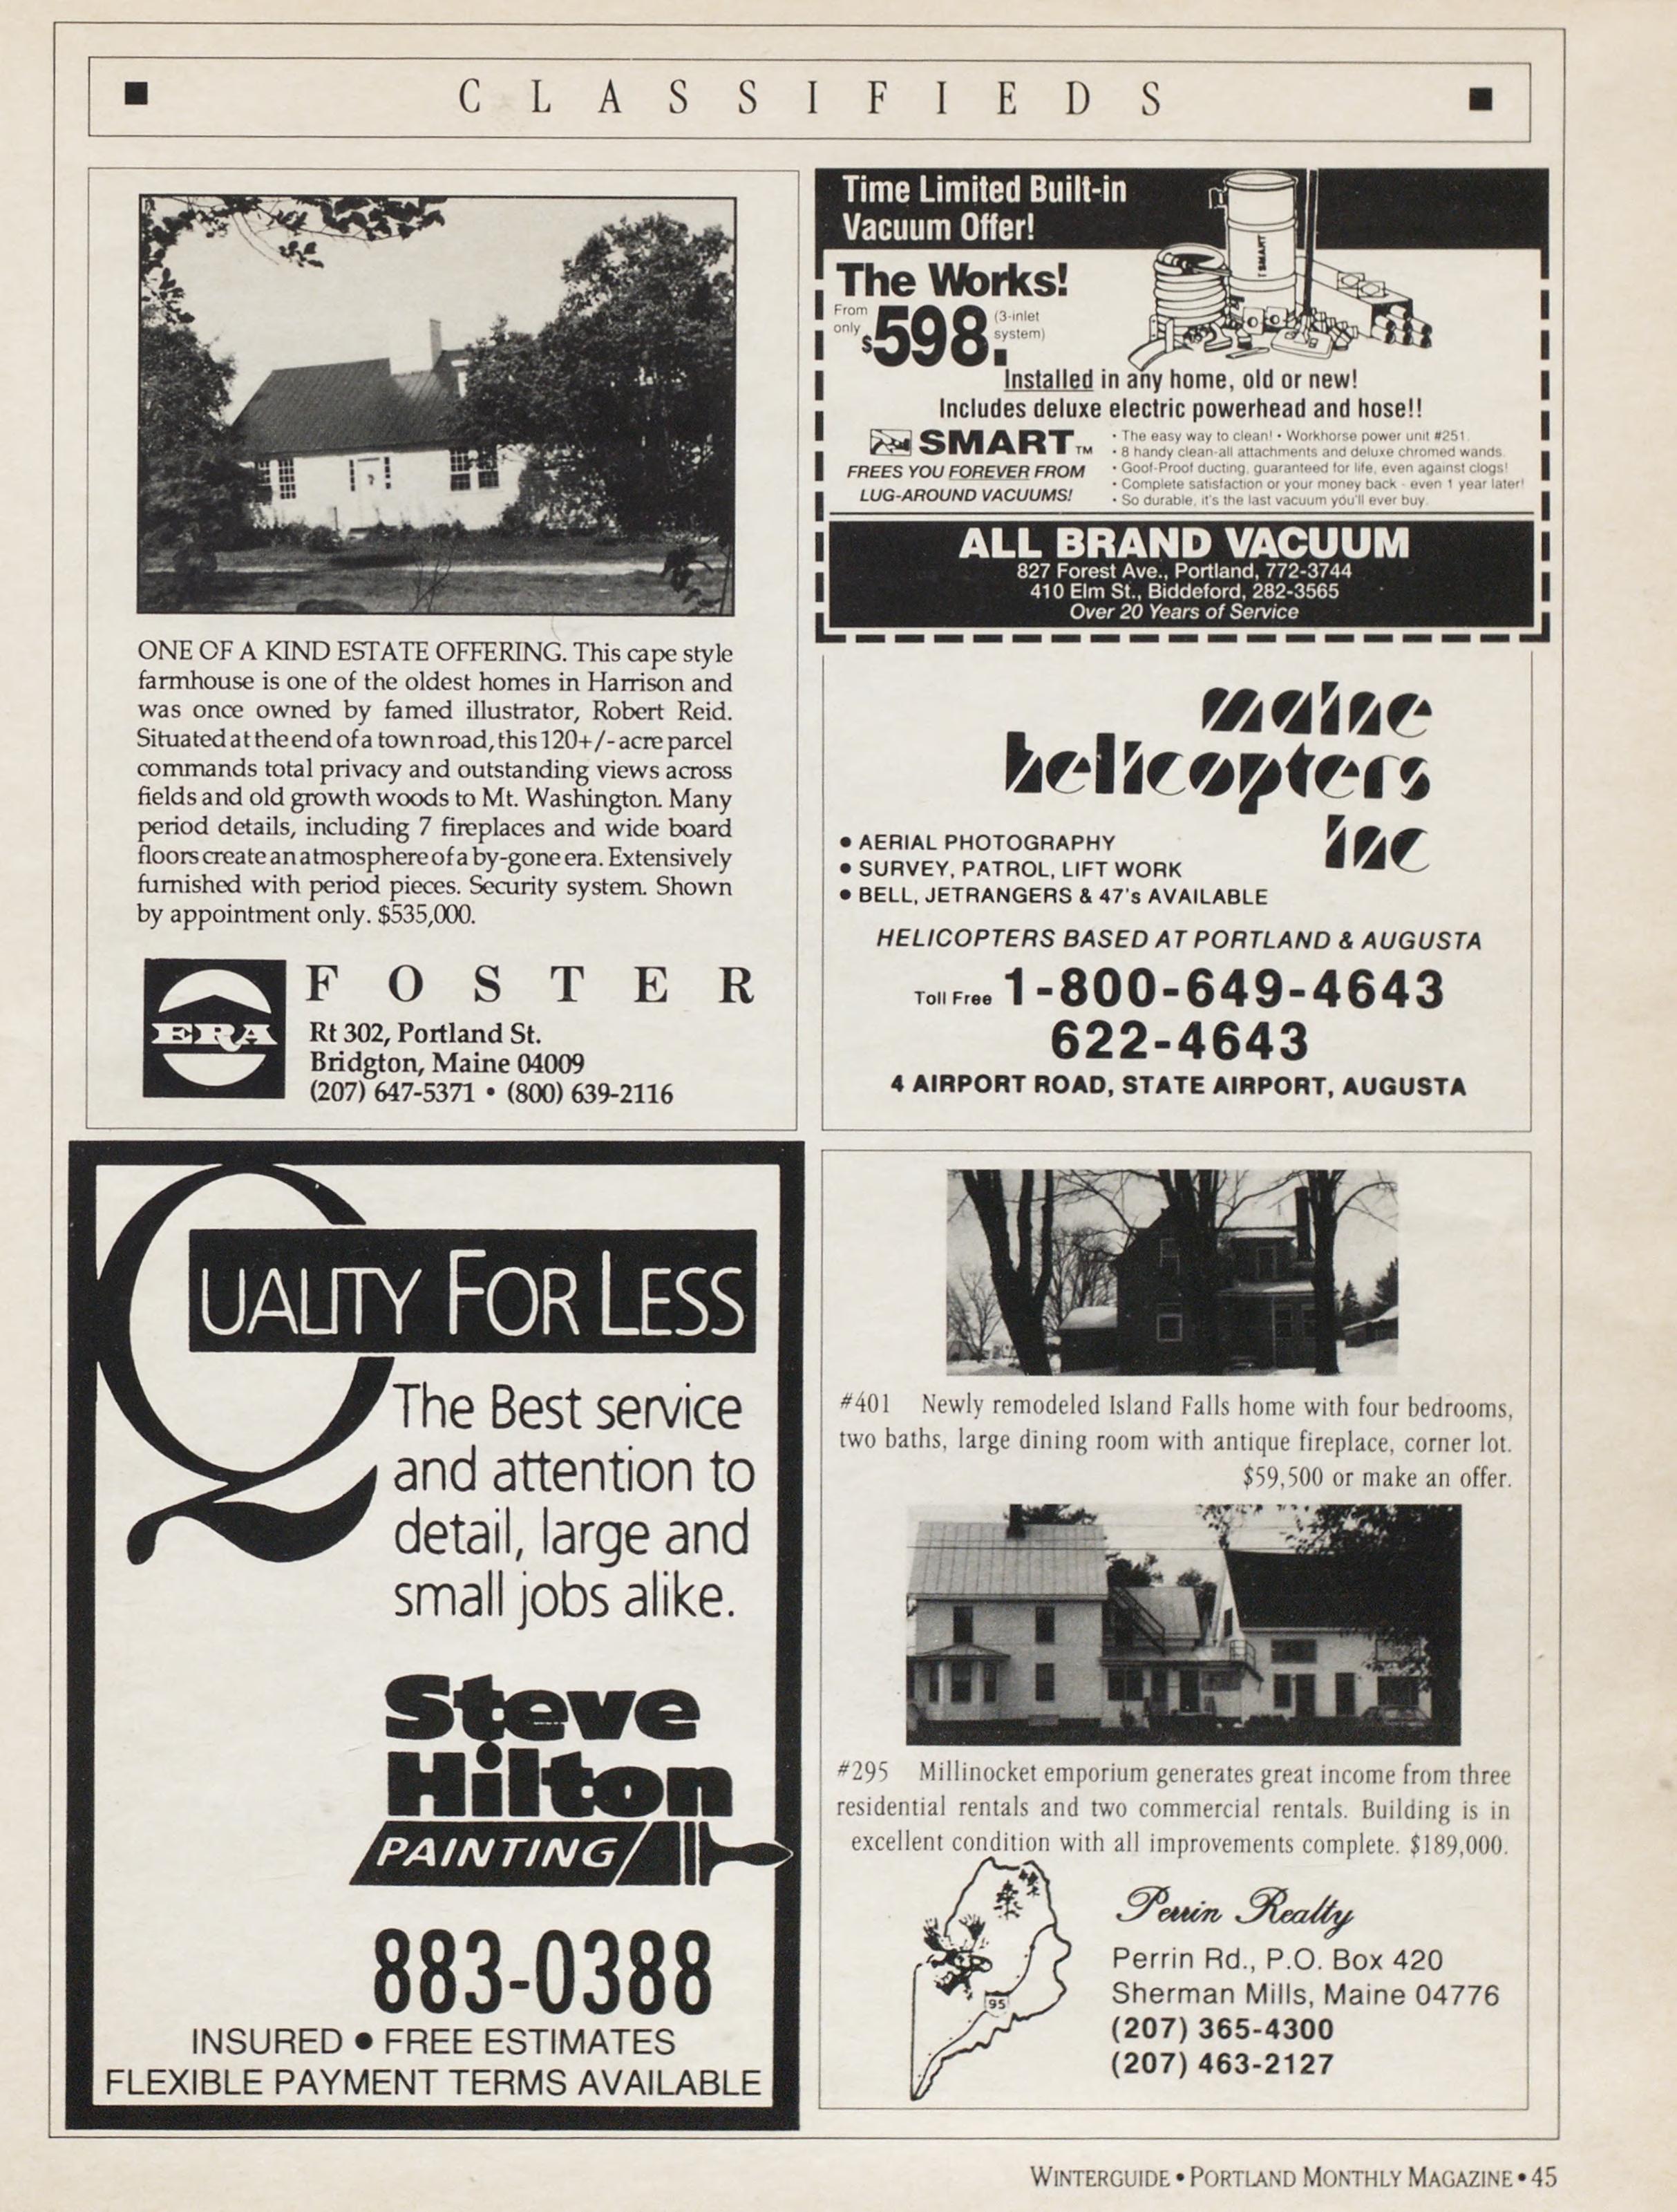 CLASSIFIEDS
ONE OF A KIND ESTATE OFFERING. This cape style
farmhouse is one of the oldest homes in Harrison and
was once owned by famed illustrator, Robert Reid.
Situated at the end of a town road, this 120+/- acre parcel
commands total privacy and outstanding views across
fields and old growth woods to Mt. Washington. Many
period details, including 7 fireplaces and wide board
floors create an atmosphere of a by-gone era. Extensively
furnished with period pieces. Security system. Shown
by appointment only. $535,000.
ERA
FOSTER
Rt 302, Portland St.
Bridgton, Maine 04009
(207) 647-5371 • (800) 639-2116
Time Limited Built-in
Vacuum Offer!
SMART
The Works!
From only $598. (3-inlet system)
Installed in any home, old or new!
Includes deluxe electric powerhead and hose!!
SMART™
FREES YOU FOREVER FROM
LUG-AROUND VACUUMS!
• The easy way to clean! • Workhorse power unit #251.
• 8 handy clean-all attachments and deluxe chromed wands.
• Goof-Proof ducting, guaranteed for life, even against clogs!
• Complete satisfaction or your money back - even 1 year later!
• So durable, it's the last vacuum you'll ever buy.
ALL BRAND VACUUM
827 Forest Ave., Portland, 772-3744
410 Elm St., Biddeford, 282-3565
Over 20 Years of Service
maine
helicopters
inc
• AERIAL PHOTOGRAPHY
• SURVEY, PATROL, LIFT WORK
• BELL, JETRANGERS & 47's AVAILABLE
HELICOPTERS BASED AT PORTLAND & AUGUSTA
Toll Free 1-800-649-4643
622-4643
4 AIRPORT ROAD, STATE AIRPORT, AUGUSTA
QUALITY FOR LESS
The Best service
and attention to
detail, large and
small jobs alike.
Steve
Hilton
PAINTING
883-0388
INSURED • FREE ESTIMATES
FLEXIBLE PAYMENT TERMS AVAILABLE
#401 Newly remodeled Island Falls home with four bedrooms,
two baths, large dining room with antique fireplace, corner lot.
$59,500 or make an offer.
#295 Millinocket emporium generates great income from three
residential rentals and two commercial rentals. Building is in
excellent condition with all improvements complete. $189,000.
95
Perrin Realty
Perrin Rd., P.O. Box 420
Sherman Mills, Maine 04776
(207) 365-4300
(207) 463-2127
WINTERGUIDE • PORTLAND MONTHLY MAGAZINE • 45